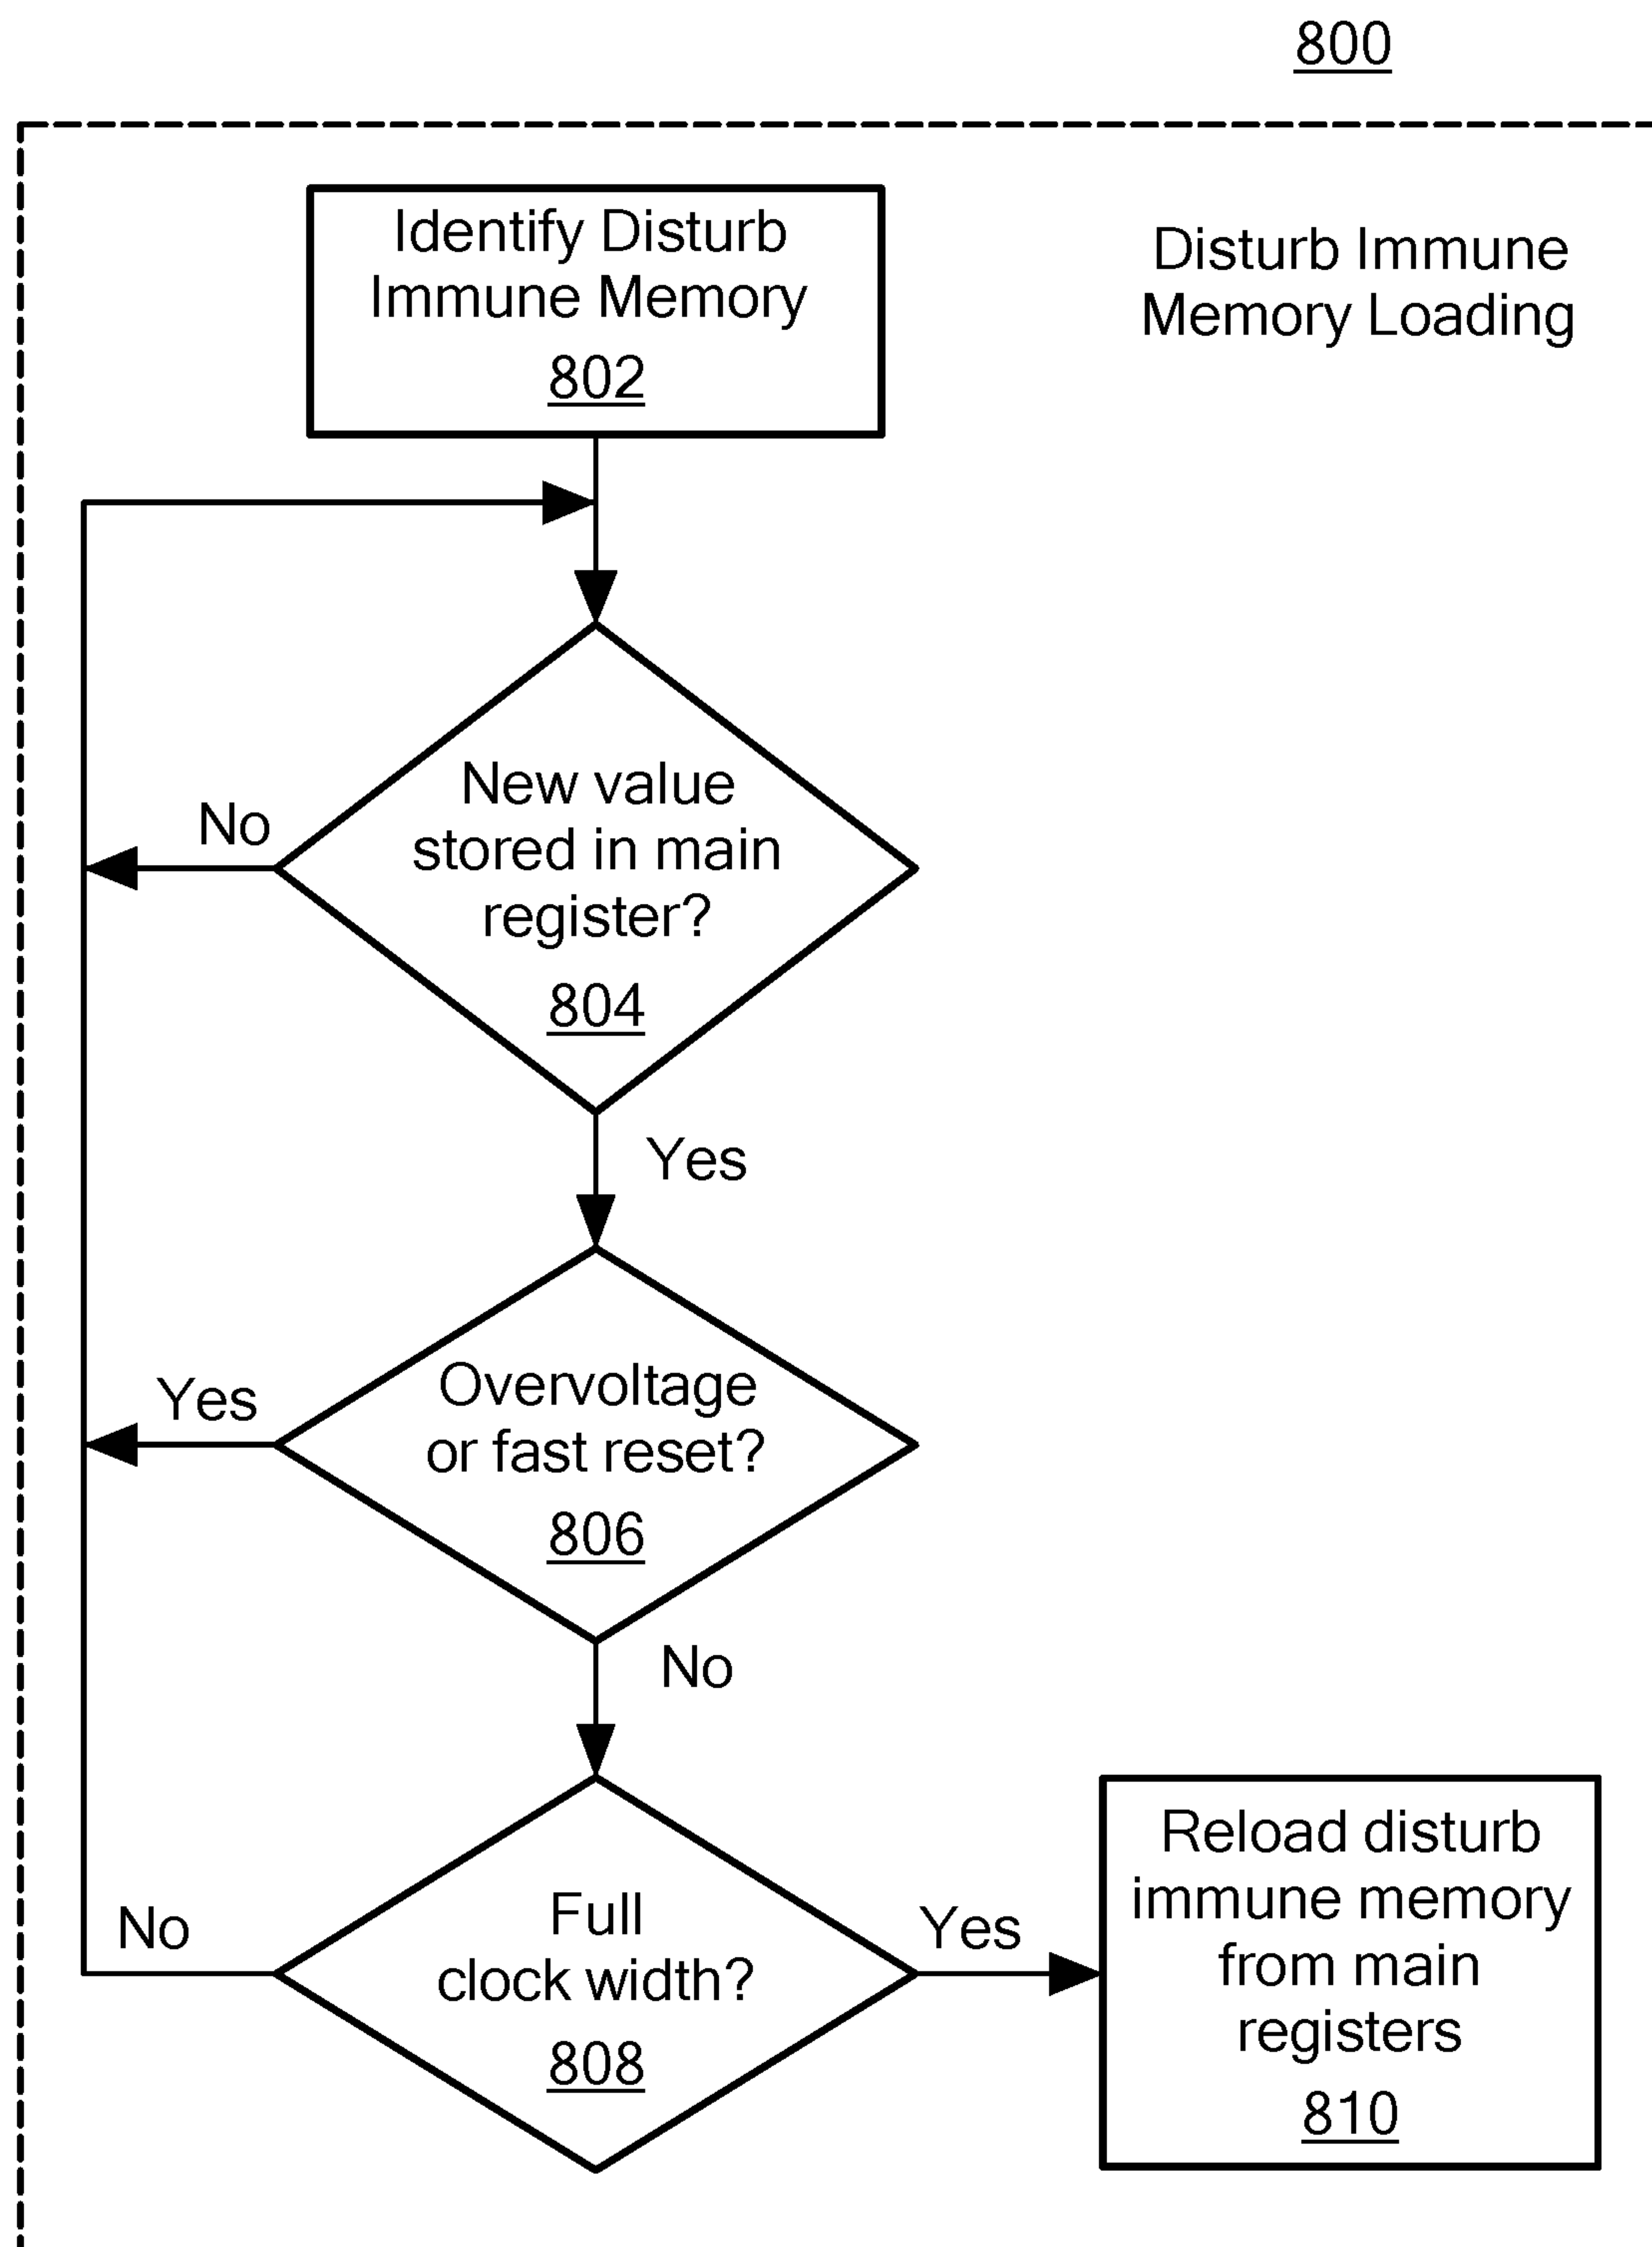 800
Identify Disturb
Immune Memory
802
Disturb Immune
Memory Loading
New value
stored in main
register?
804
No
Yes
Overvoltage
or fast reset?
806
Yes
No
Full
clock width?
808
No
Yes
Reload disturb
immune memory
from main
registers
810